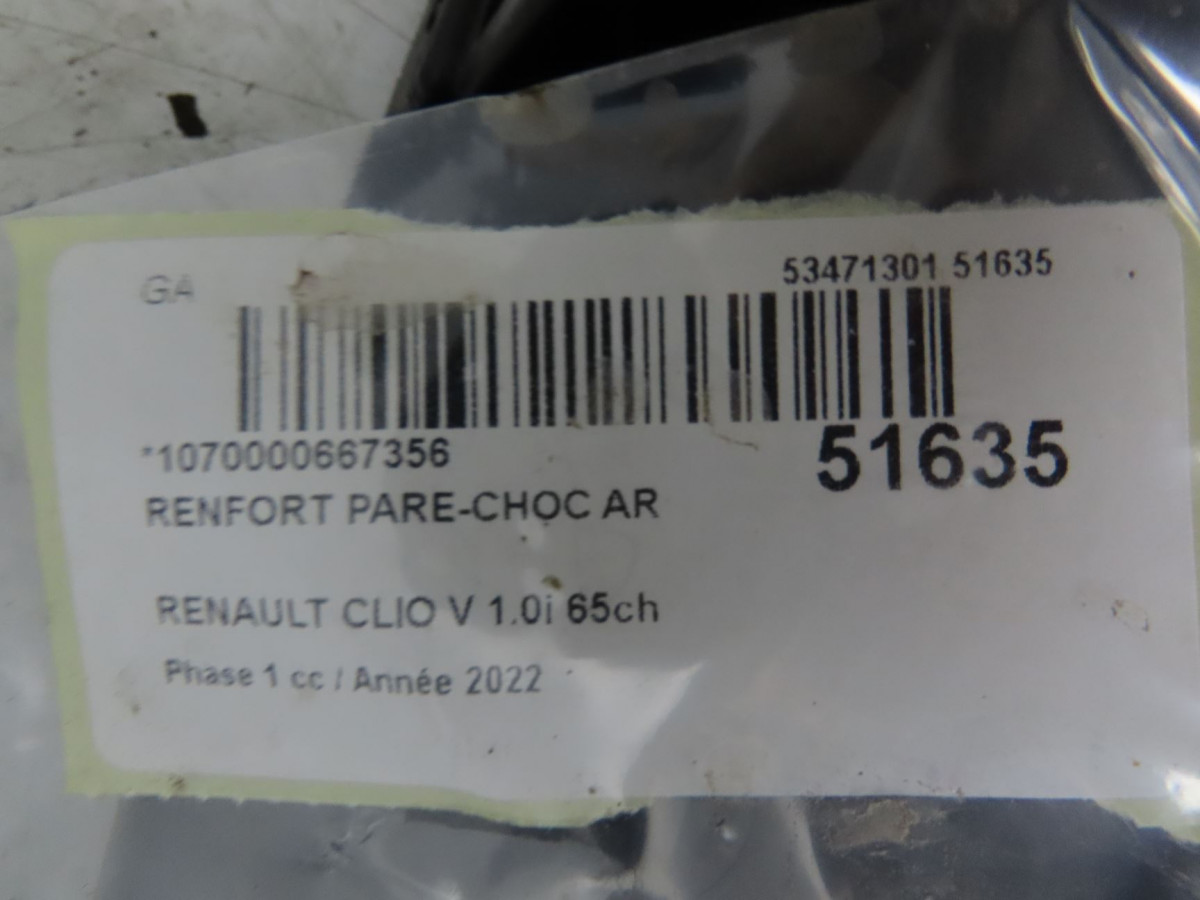 GA
53471301 51635
*1070000667356
51635
RENFORT PARE-CHOC AR
RENAULT CLIO V 1.0i 65ch
Phase 1 cc / Année 2022